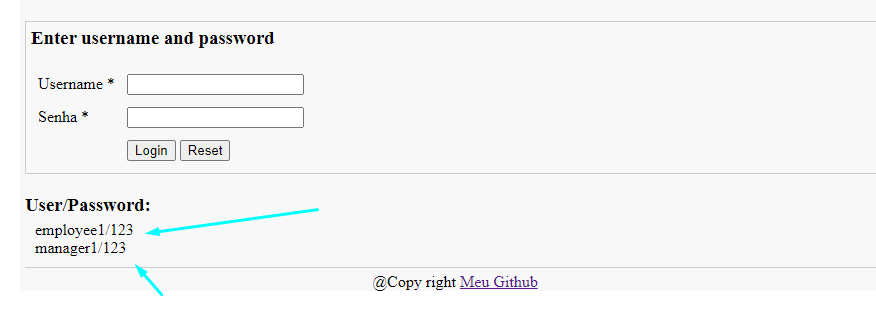 Enter username and password
Username *
Senha *
Login Reset
User/Password:
employee1/123
manager1/123
@Copy right Meu Github